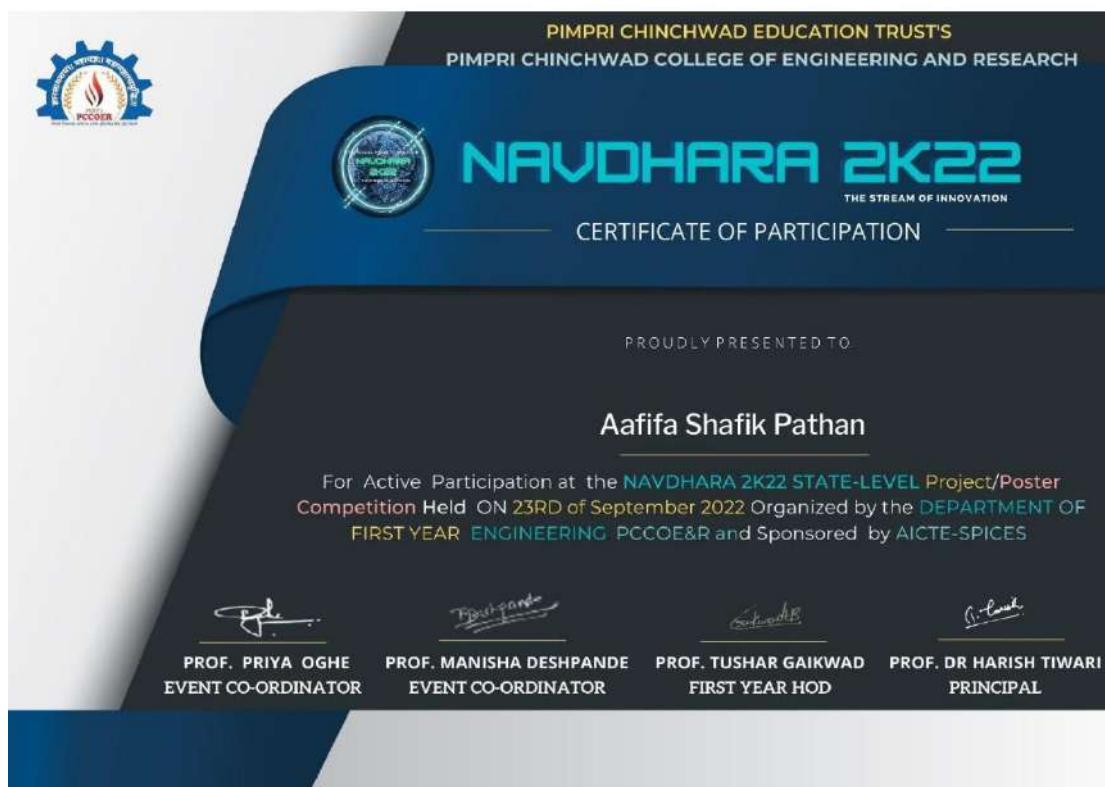 PIMPRI CHINCHWAD EDUCATION TRUST'S
PIMPRI CHINCHWAD COLLEGE OF ENGINEERING AND RESEARCH
PCCOER
NAVDHARA
2K22
NAVDHARA 2K22
THE STREAM OF INNOVATION
CERTIFICATE OF PARTICIPATION
PROUDLY PRESENTED TO
Aafifa Shafik Pathan
For Active Participation at the NAVDHARA 2K22 STATE-LEVEL Project/Poster
Competition Held ON 23RD of September 2022 Organized by the DEPARTMENT OF
FIRST YEAR ENGINEERING PCCOE&R and Sponsored by AICTE-SPICES
PROF. PRIYA OGHE PROF. MANISHA DESHPANDE PROF. TUSHAR GAIKWAD PROF. DR HARISH TIWARI
EVENT CO-ORDINATOR EVENT CO-ORDINATOR FIRST YEAR HOD PRINCIPAL